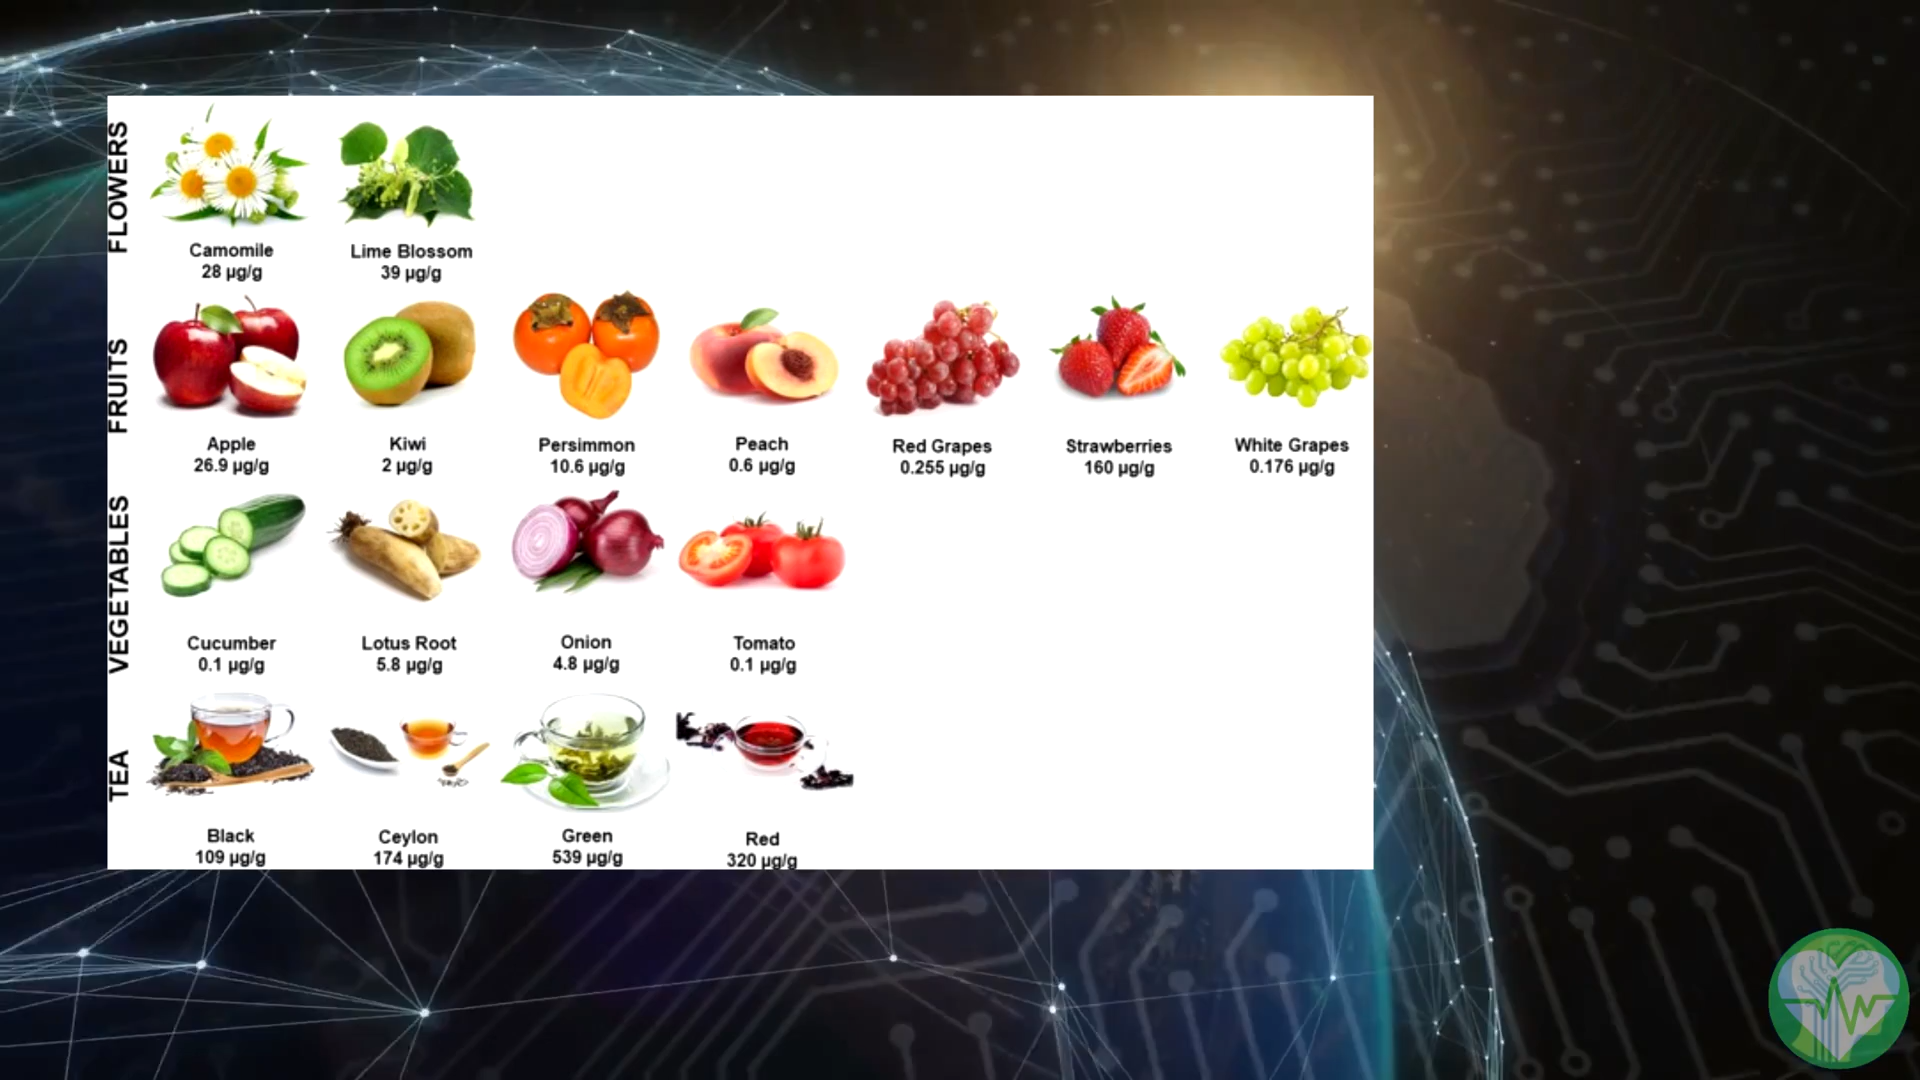 FLOWERS
Camomile
28 µg/g
Lime Blossom
39 µg/g
FRUITS
Apple
26.9 µg/g
Kiwi
2 µg/g
Persimmon
10.6 µg/g
Peach
0.6 µg/g
Red Grapes
0.255 µg/g
Strawberries
160 µg/g
White Grapes
0.176 µg/g
VEGETABLES
Cucumber
0.1 µg/g
Lotus Root
5.8 µg/g
Onion
4.8 µg/g
Tomato
0.1 µg/g
TEA
Black
109 µg/g
Ceylon
174 µg/g
Green
539 µg/g
Red
320 µg/g